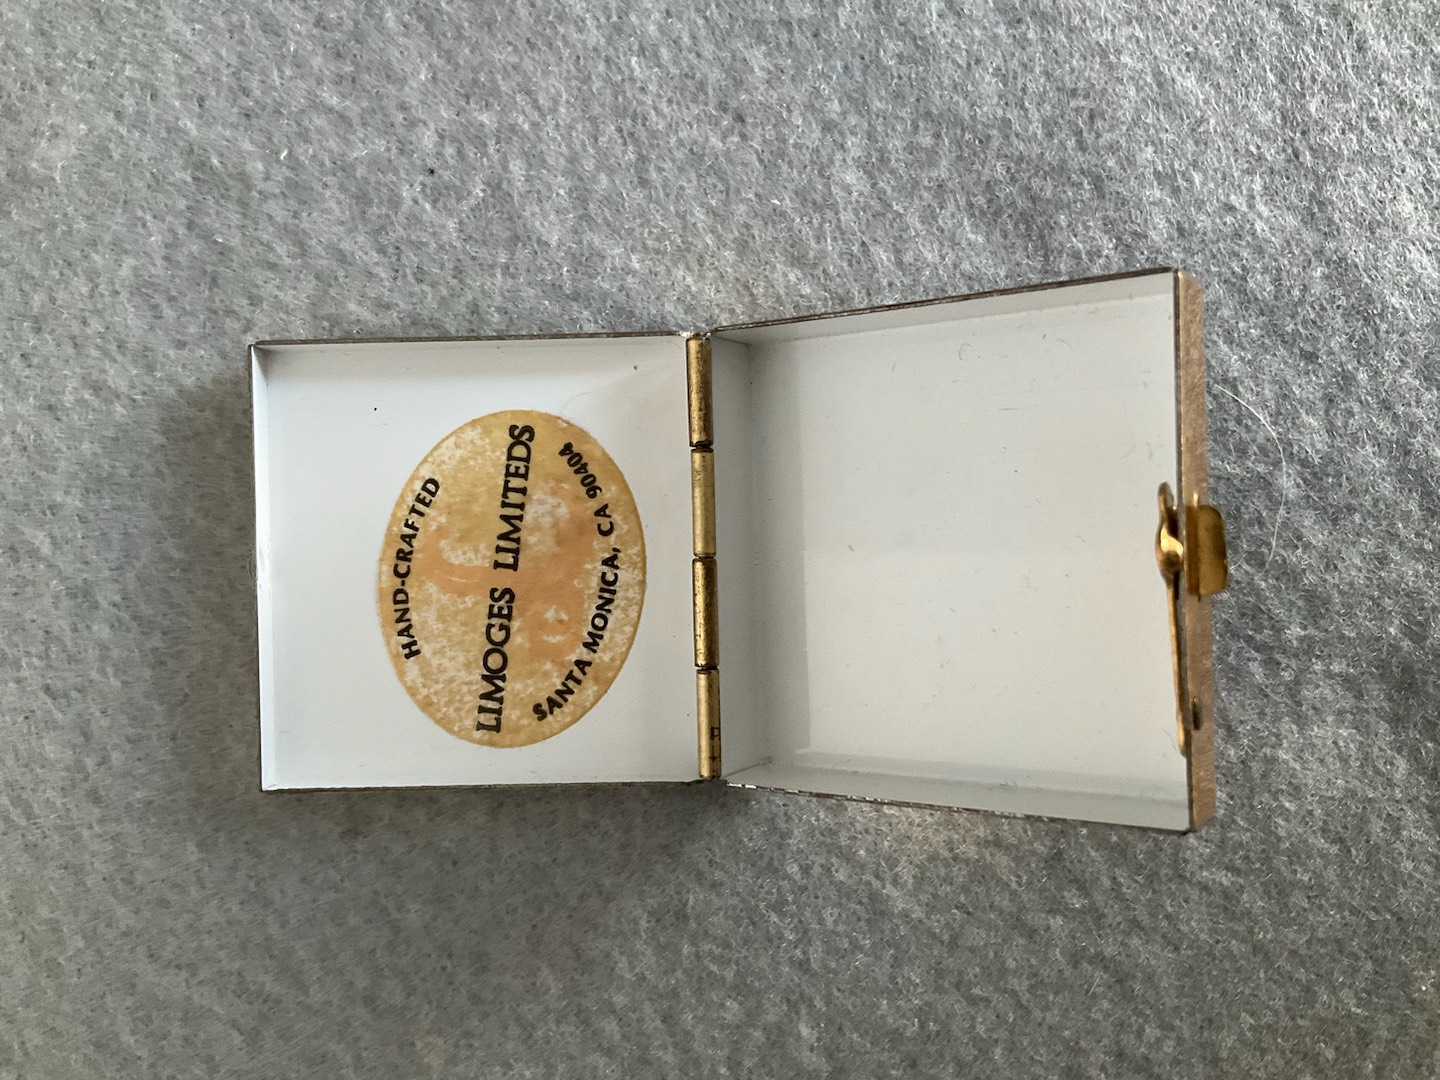 HAND-CRAFTED
LIMOGES LIMITEDS
SANTA MONICA, CA 90404